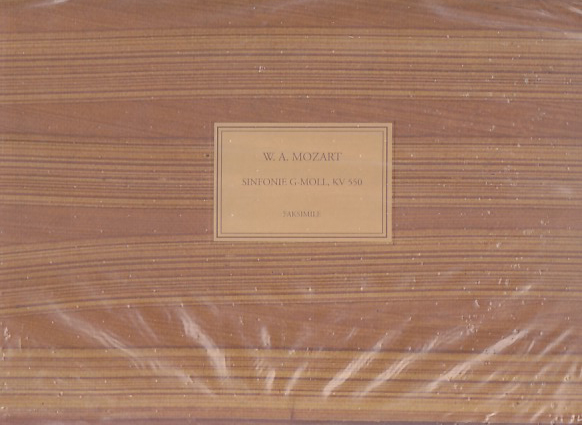 W. A. MOZART
SINFONIE G-MOLL, KV 550
FAKSIMILE